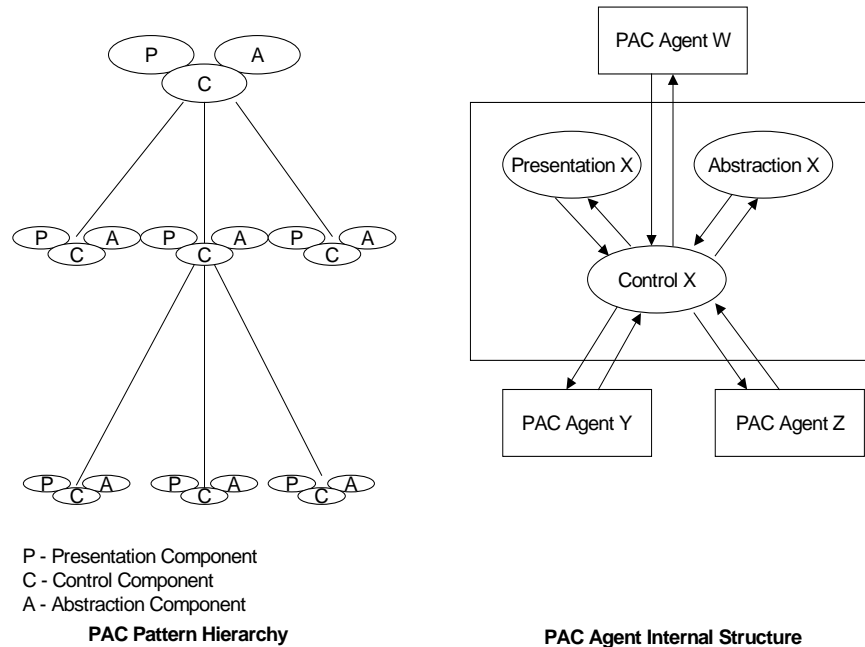 P
A
C
P
A
C
P
A
C
P
A
C
P
A
C
P
A
C
P
A
C
P - Presentation Component
C - Control Component
A - Abstraction Component
PAC Pattern Hierarchy
PAC Agent W
Presentation X
Abstraction X
Control X
PAC Agent Y
PAC Agent Z
PAC Agent Internal Structure